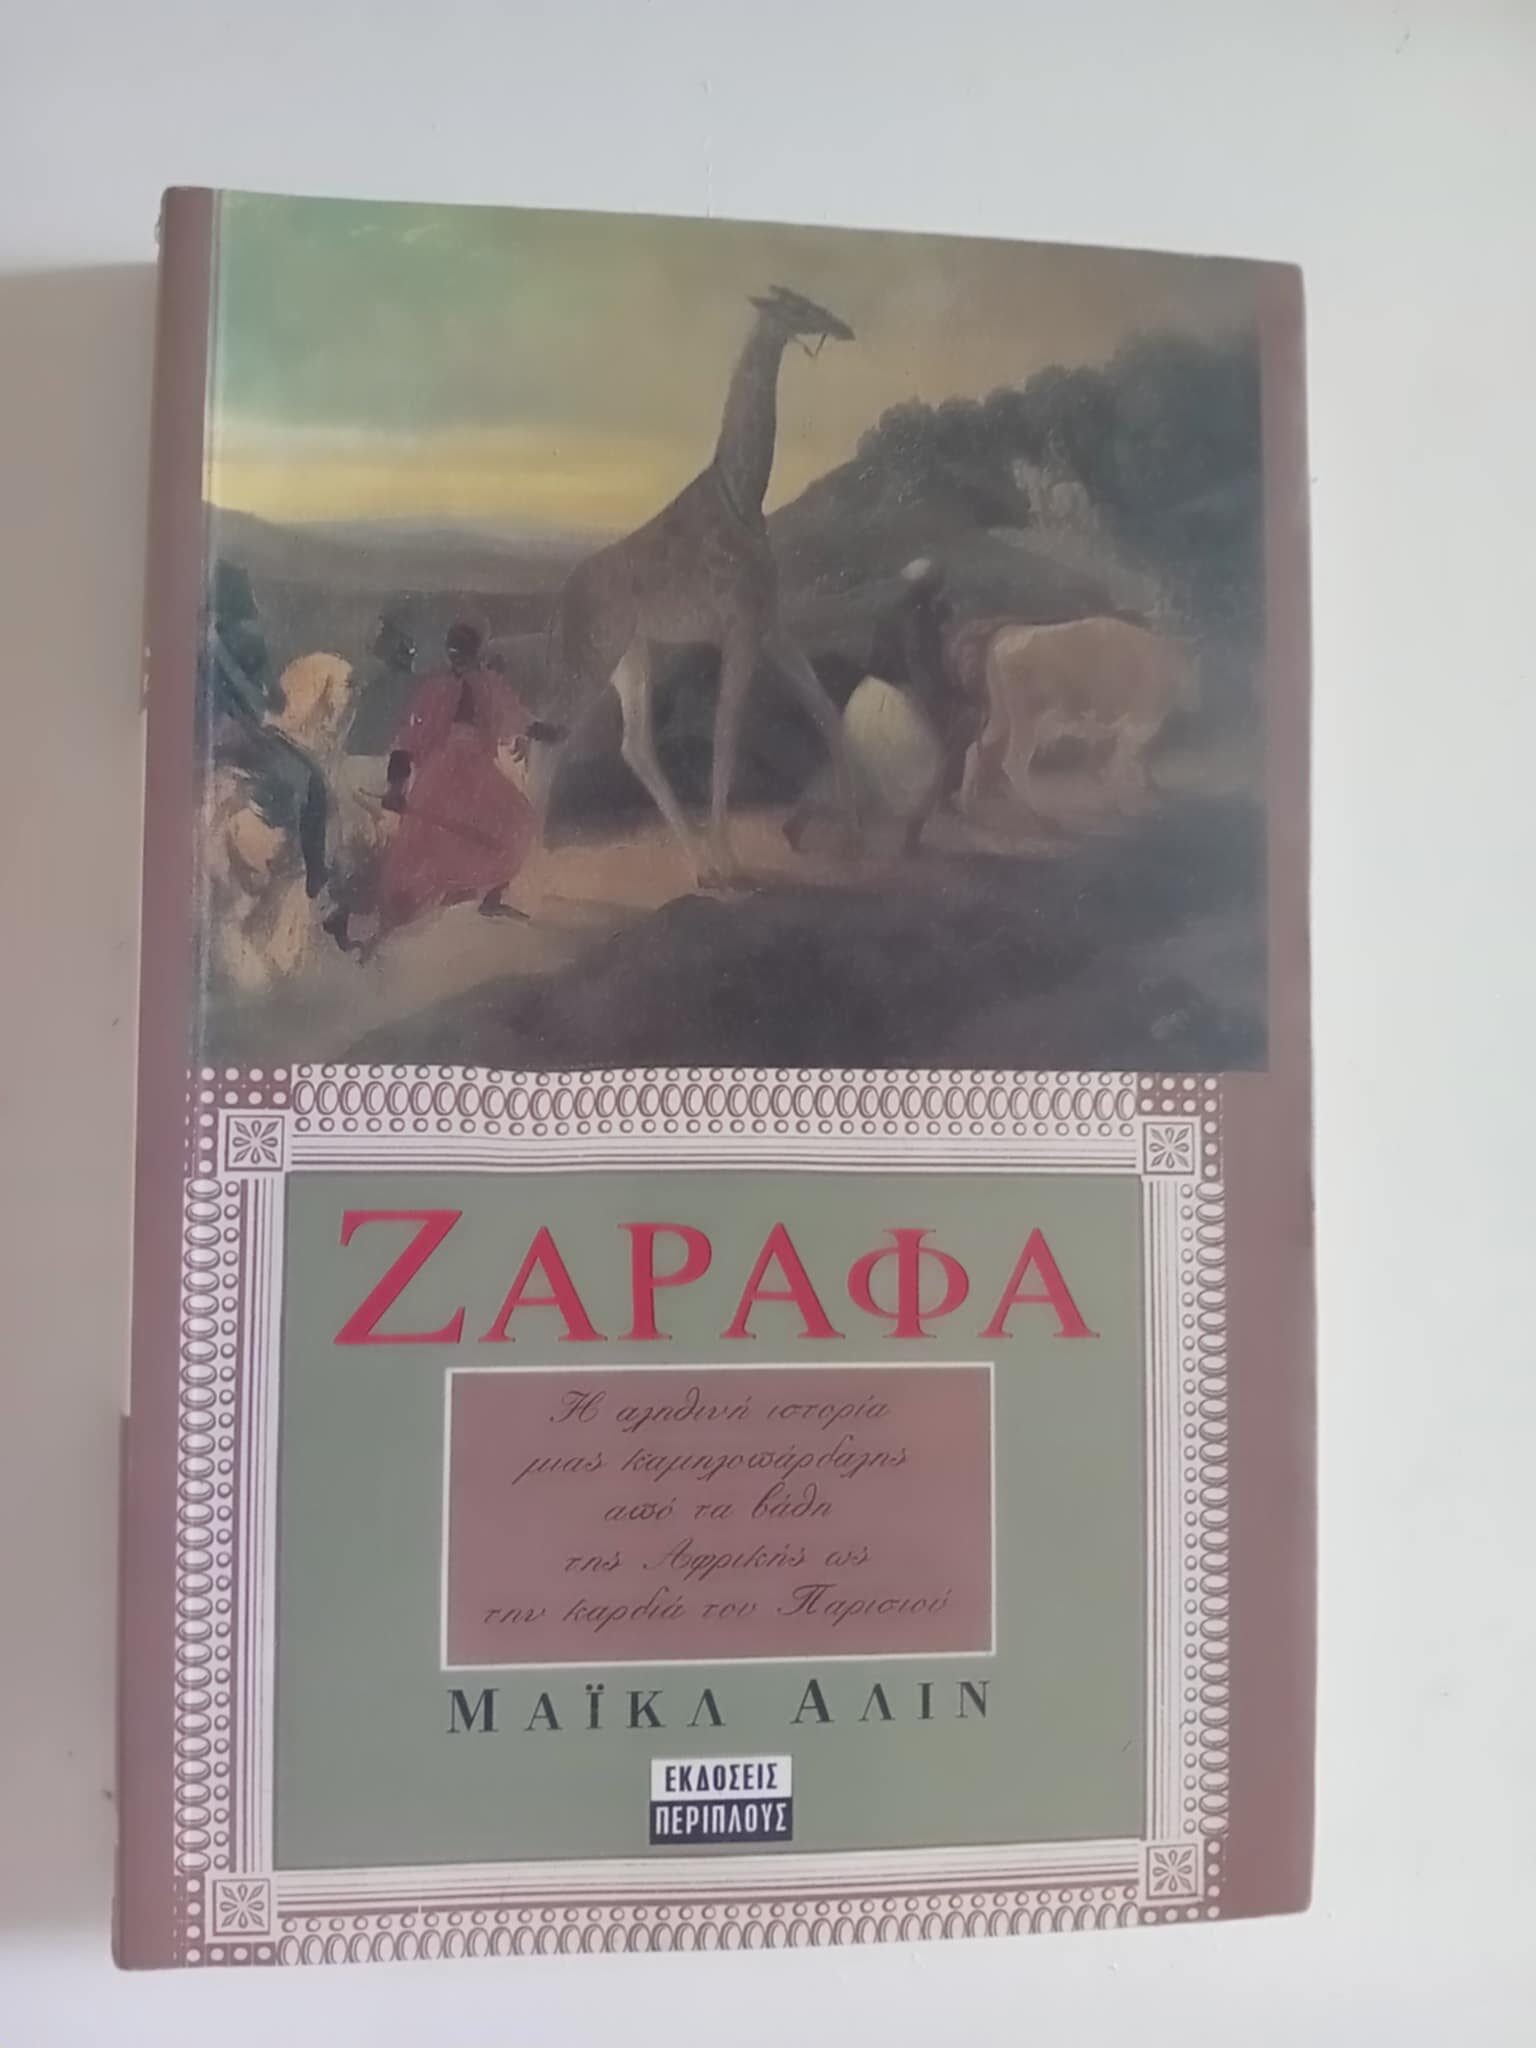 ΖΑΡΑΦΑ
Η αληθινή ιστορία
μιας καμηλοπάρδαλης
από τα βάθη
της Αφρικής ως
την καρδιά του Παρισιού
ΜΑΪΚΛ ΑΛΙΝ
ΕΚΔΟΣΕΙΣ
ΠΕΡΙΠΛΟΥΣ